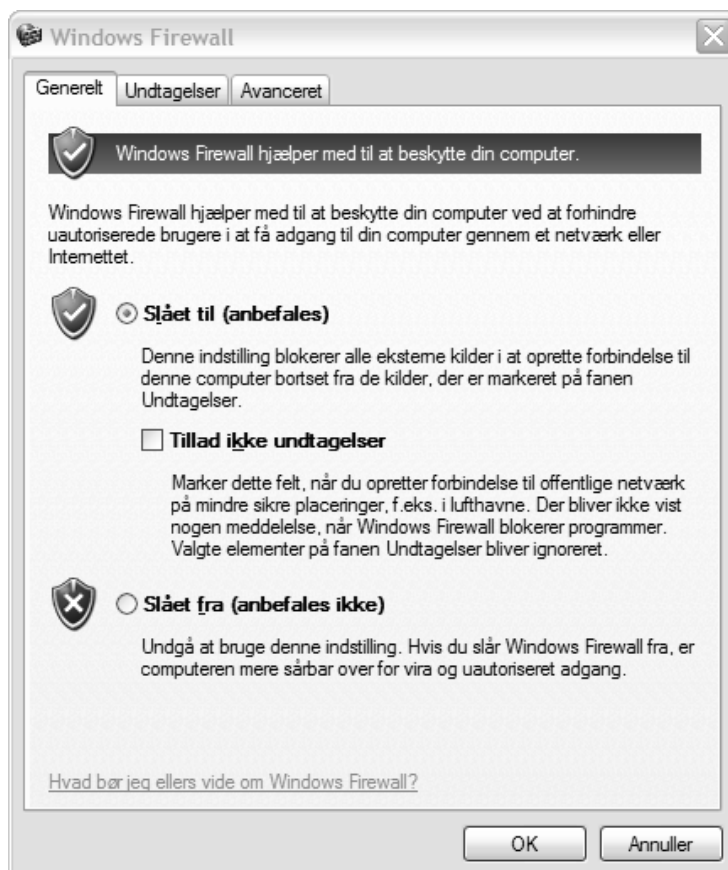 Windows Firewall
Generelt Undtagelser Avanceret
Windows Firewall hjælper med til at beskytte din computer.
Windows Firewall hjælper med til at beskytte din computer ved at forhindre
uautoriserede brugere i at få adgang til din computer gennem et netværk eller
Internettet.
Slået til (anbefales)
Denne indstilling blokerer alle eksterne kilder i at oprette forbindelse til
denne computer bortset fra de kilder, der er markeret på fanen
Undtagelser.
Tillad ikke undtagelser
Marker dette felt, når du opretter forbindelse til offentlige netværk
på mindre sikre placeringer, f.eks. i lufthavne. Der bliver ikke vist
nogen meddelelse, når Windows Firewall blokerer programmer.
Valgte elementer på fanen Undtagelser bliver ignoreret.
Slået fra (anbefales ikke)
Undgå at bruge denne indstilling. Hvis du slår Windows Firewall fra, er
computeren mere sårbar over for vira og uautoriseret adgang.
Hvad bør jeg ellers vide om Windows Firewall?
OK Annuller